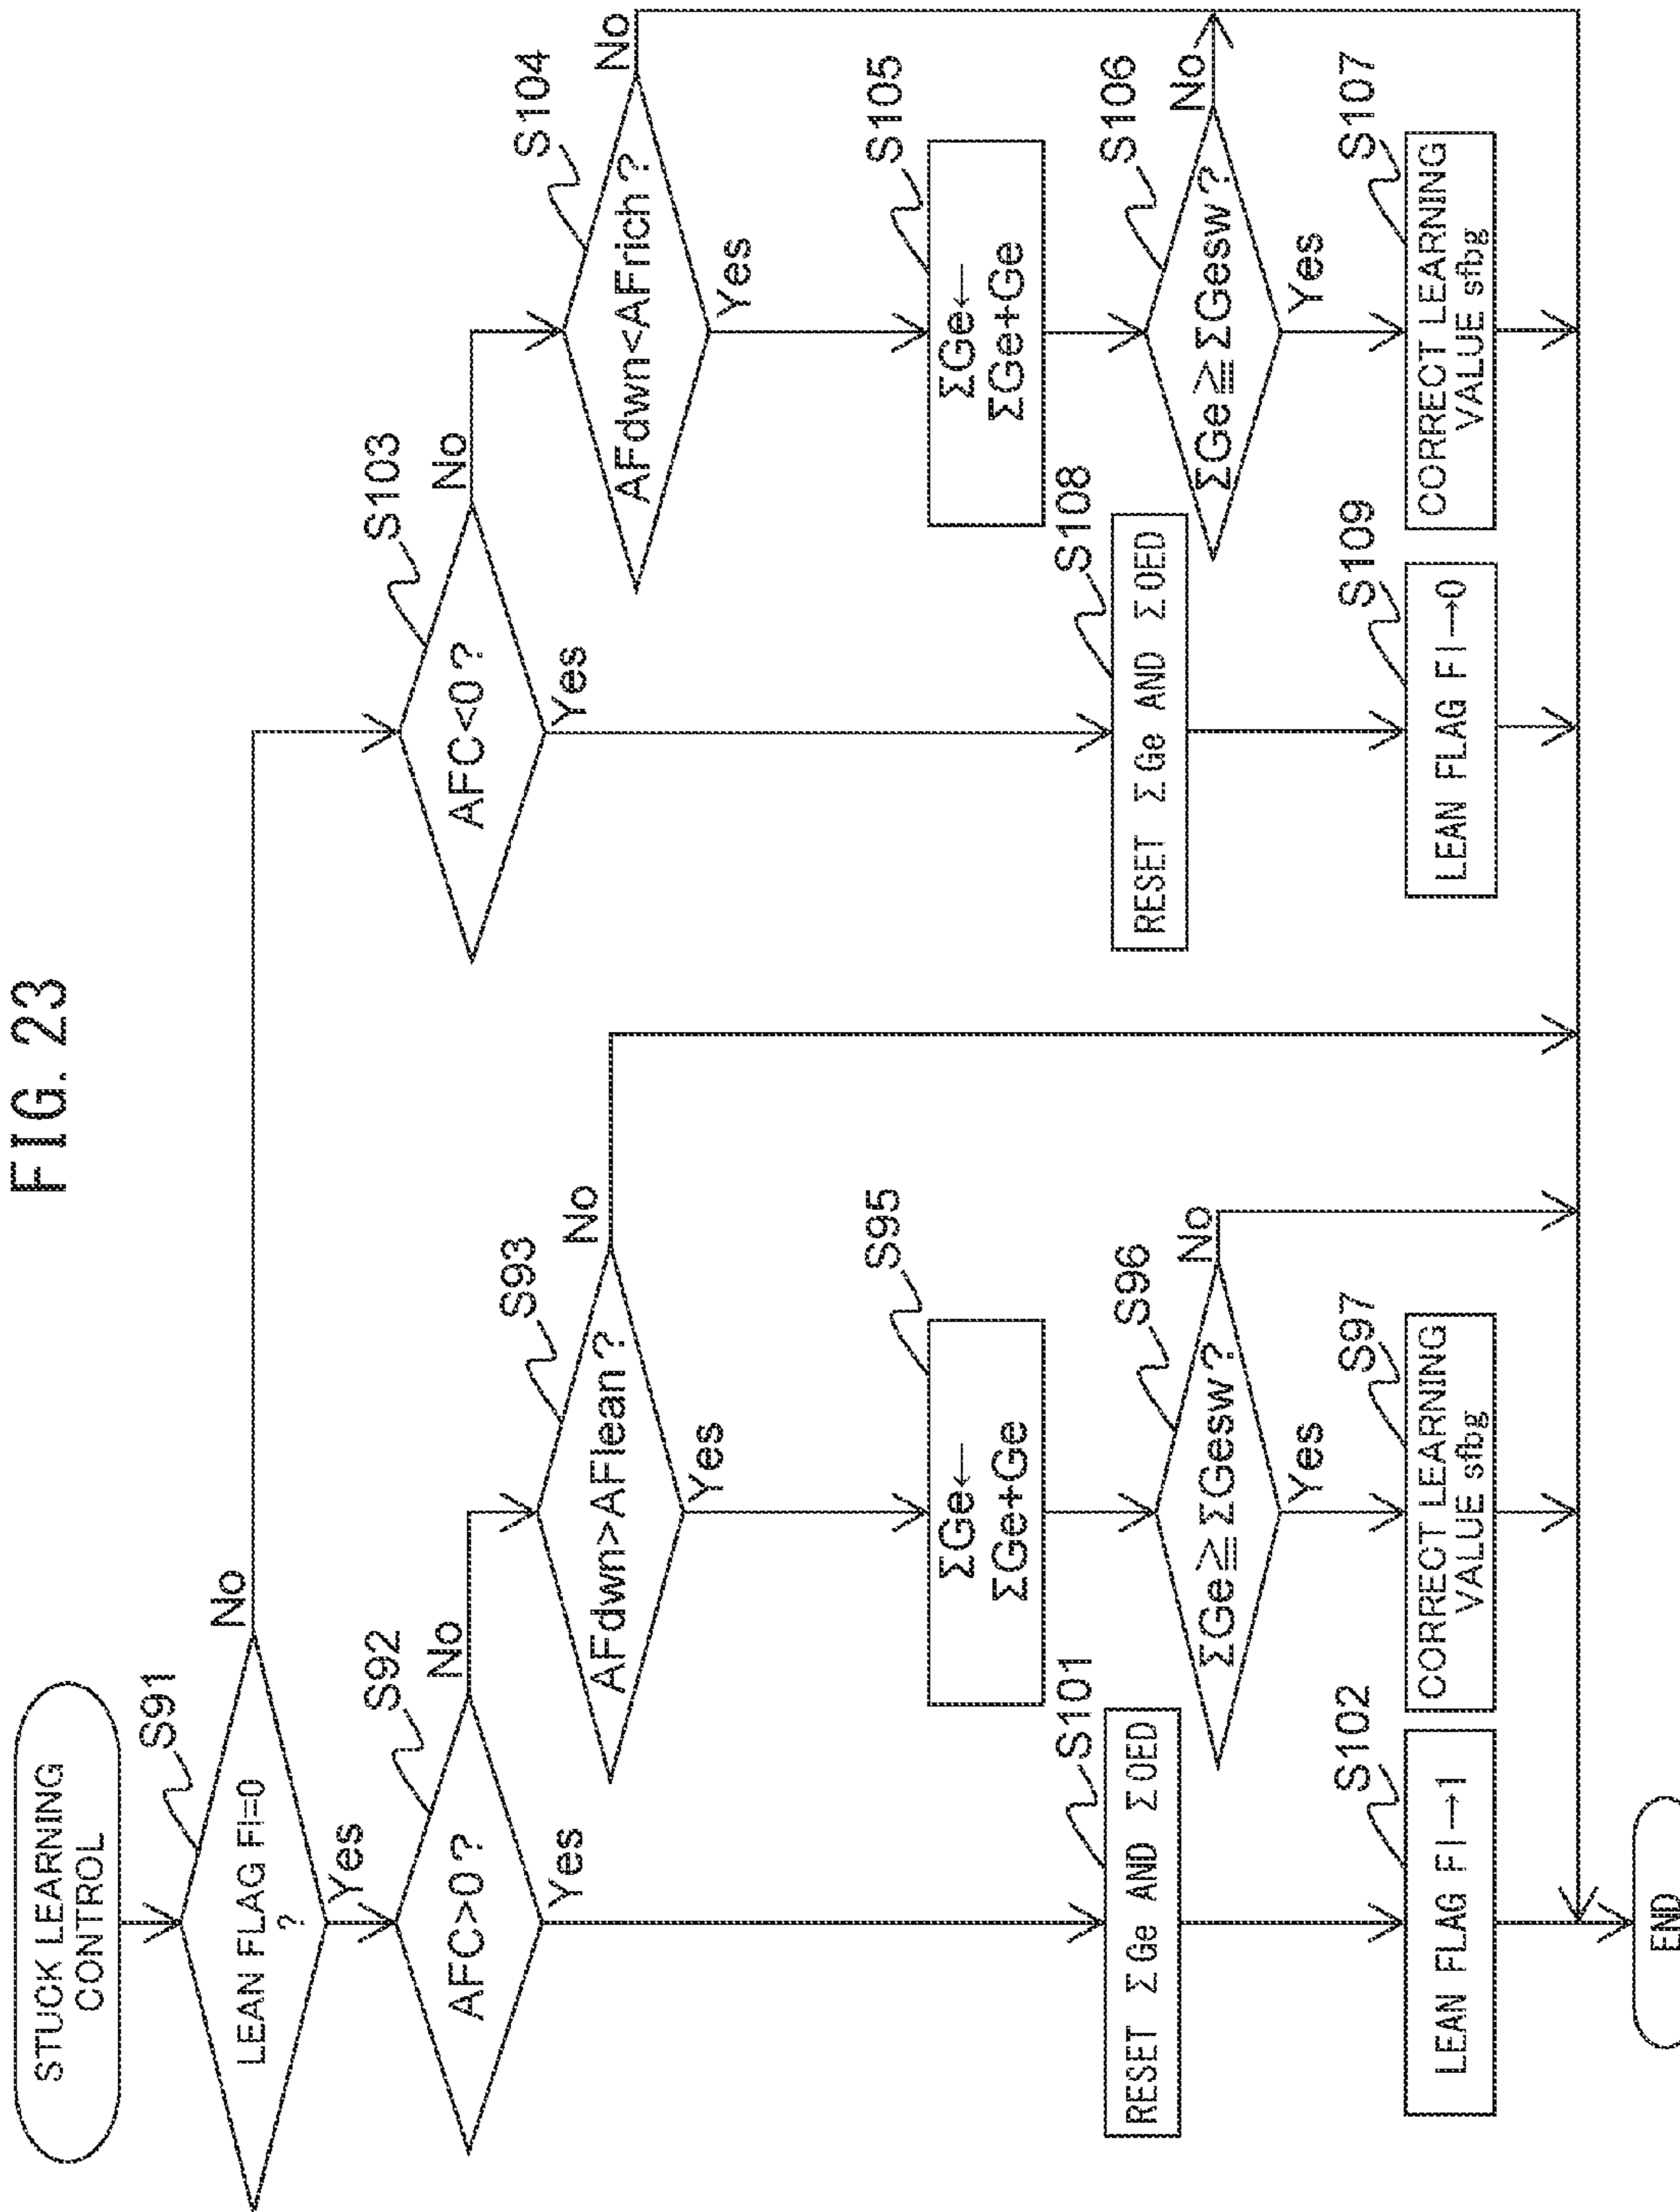 FIG. 23
STUCK LEARNING
CONTROL
S91
LEAN FLAG Fl=0
?
No
Yes
S92
AFC>0?
No
Yes
S93
AFdwn>AFlean?
No
Yes
S95
ΣGe←
ΣGe+Ge
S96
ΣGe≧ΣGesw?
No
Yes
S97
CORRECT LEARNING
VALUE sfbg
S101
RESET ΣGe AND ΣOED
S102
LEAN FLAG Fl→1
S103
AFC<0?
No
Yes
S104
AFdwn<AFrich?
No
Yes
S105
ΣGe←
ΣGe+Ge
S106
ΣGe≧ΣGesw?
No
Yes
S107
CORRECT LEARNING
VALUE sfbg
S108
RESET ΣGe AND ΣOED
S109
LEAN FLAG Fl→0
END